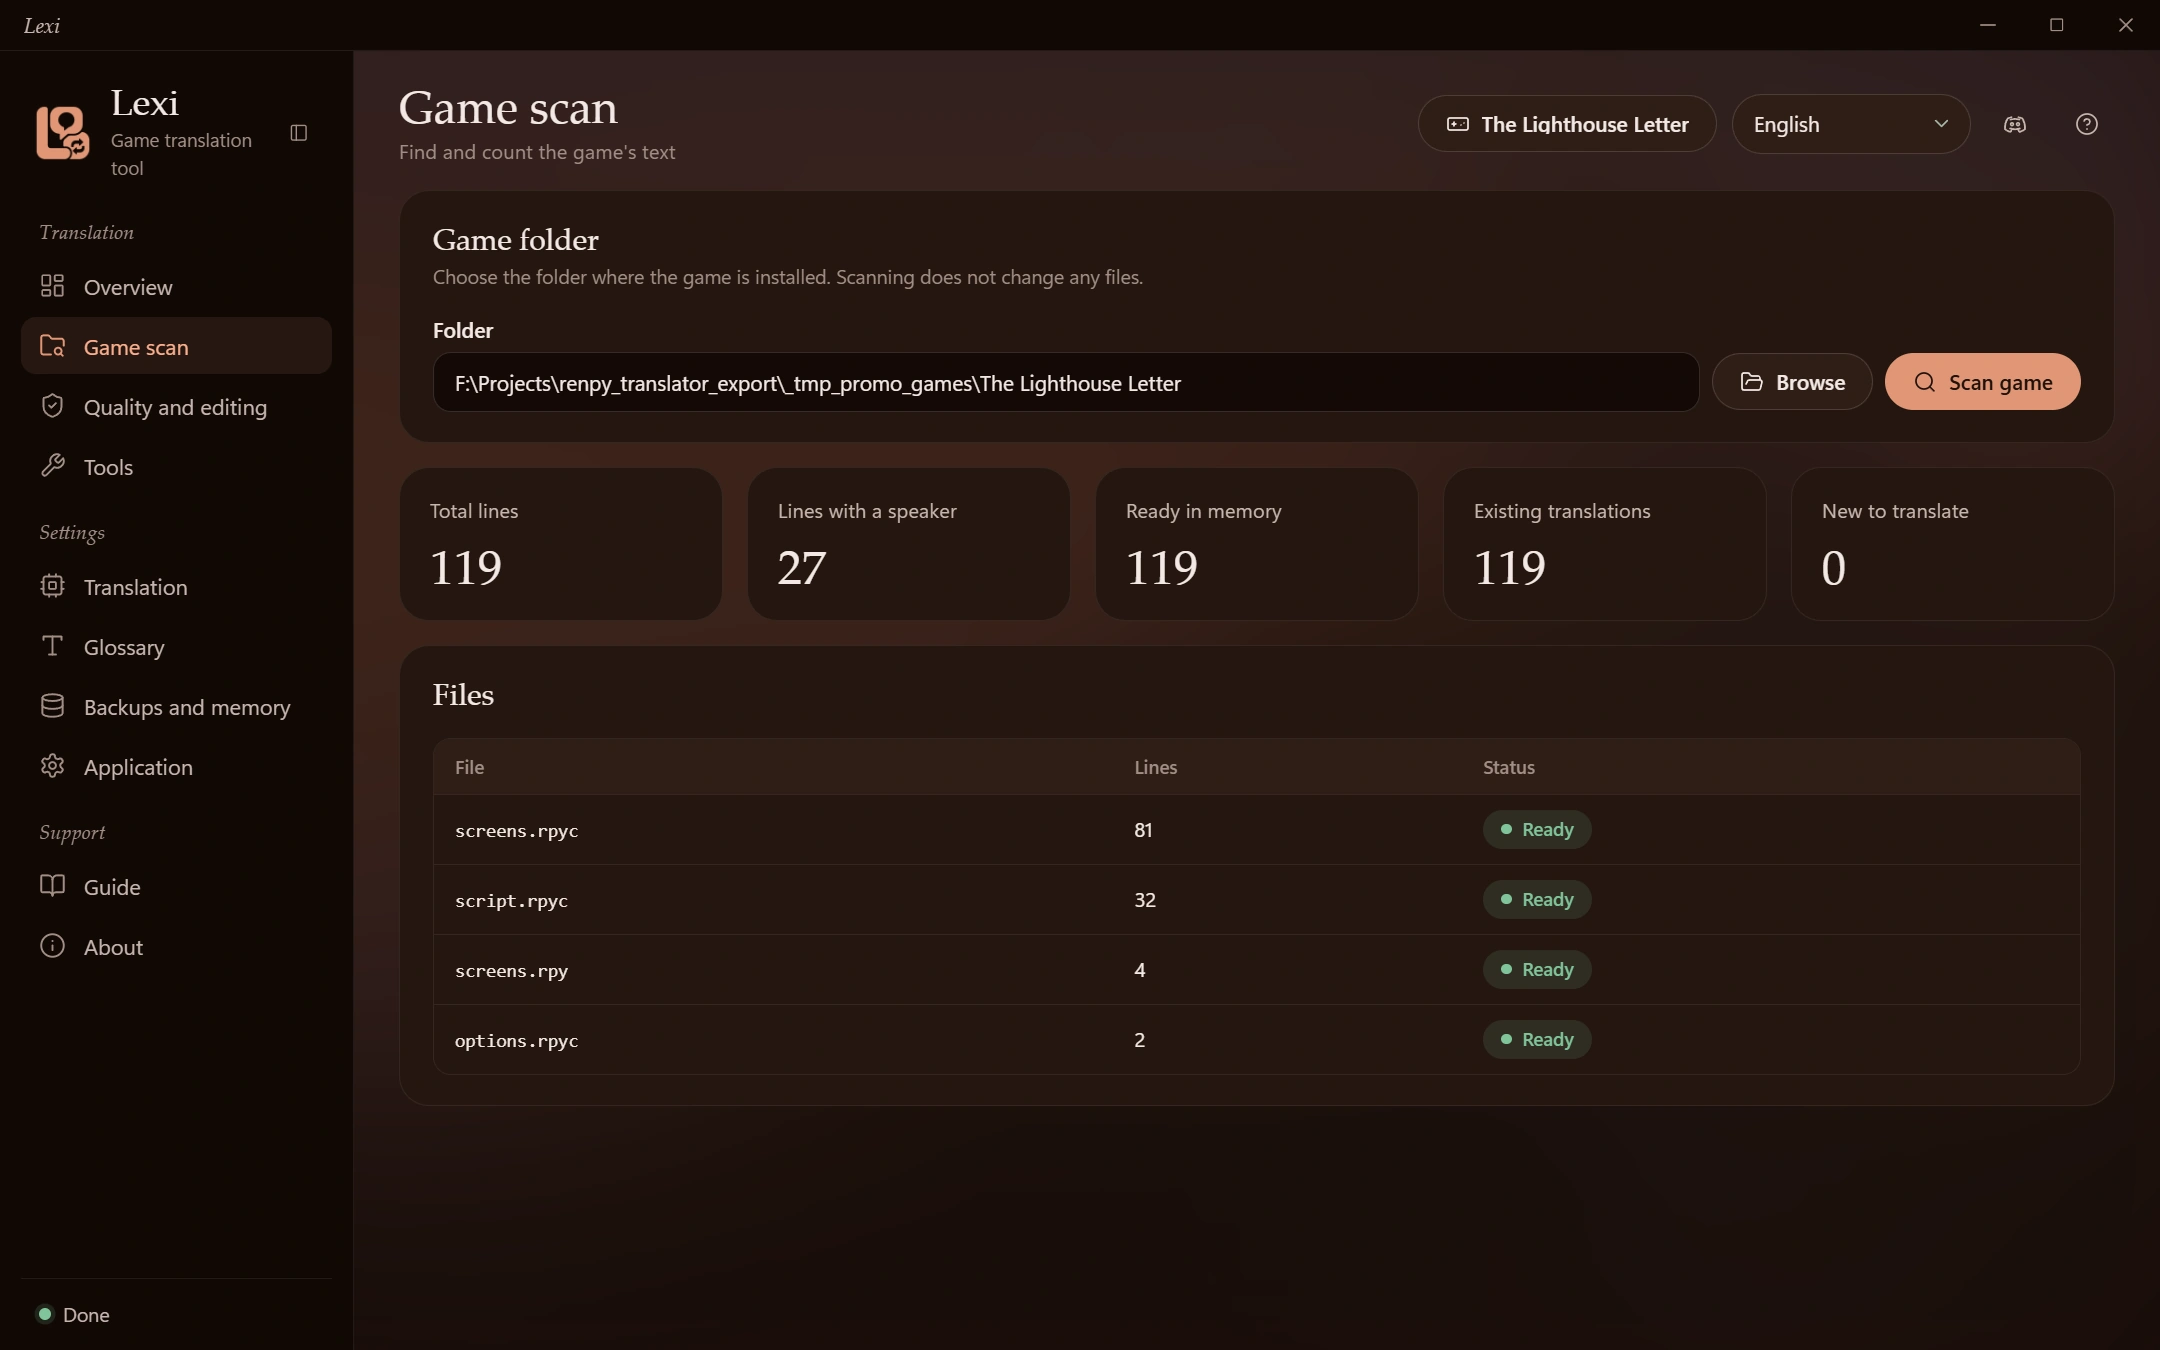 Lexi
Lexi
Game translation
tool
Translation
Overview
Game scan
Quality and editing
Tools
Settings
Translation
Glossary
Backups and memory
Application
Support
Guide
About
Done
Game scan
Find and count the game's text
The Lighthouse Letter
English
Game folder
Choose the folder where the game is installed. Scanning does not change any files.
Folder
F:\Projects\renpy_translator_export\_tmp_promo_games\The Lighthouse Letter
Browse
Scan game
Total lines
119
Lines with a speaker
27
Ready in memory
119
Existing translations
119
New to translate
0
Files
File Lines Status
screens.rpyc 81 Ready
script.rpyc 32 Ready
screens.rpy 4 Ready
options.rpyc 2 Ready